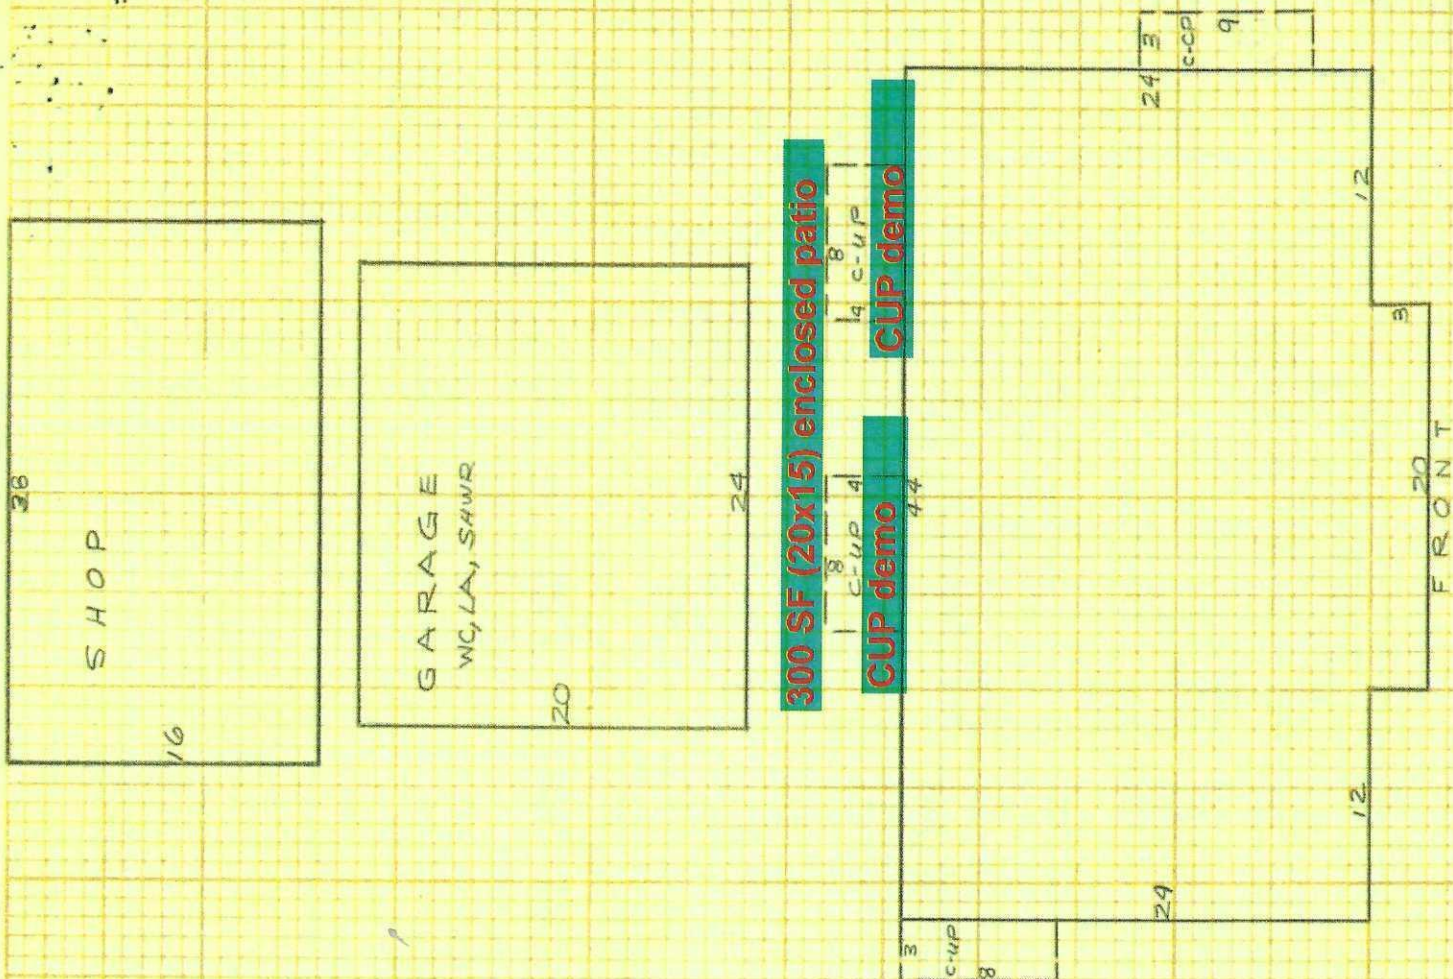 28
SHOP
16
GARAGE
WC, LA, SHWR
20
24
300 SF (20x15) enclosed patio
8
8
C-UP 4
4 C-UP
CUP demo
CUP demo
44
3
C-UP
8
24
24 3
C-CP
9
12
12
3
20
FRONT